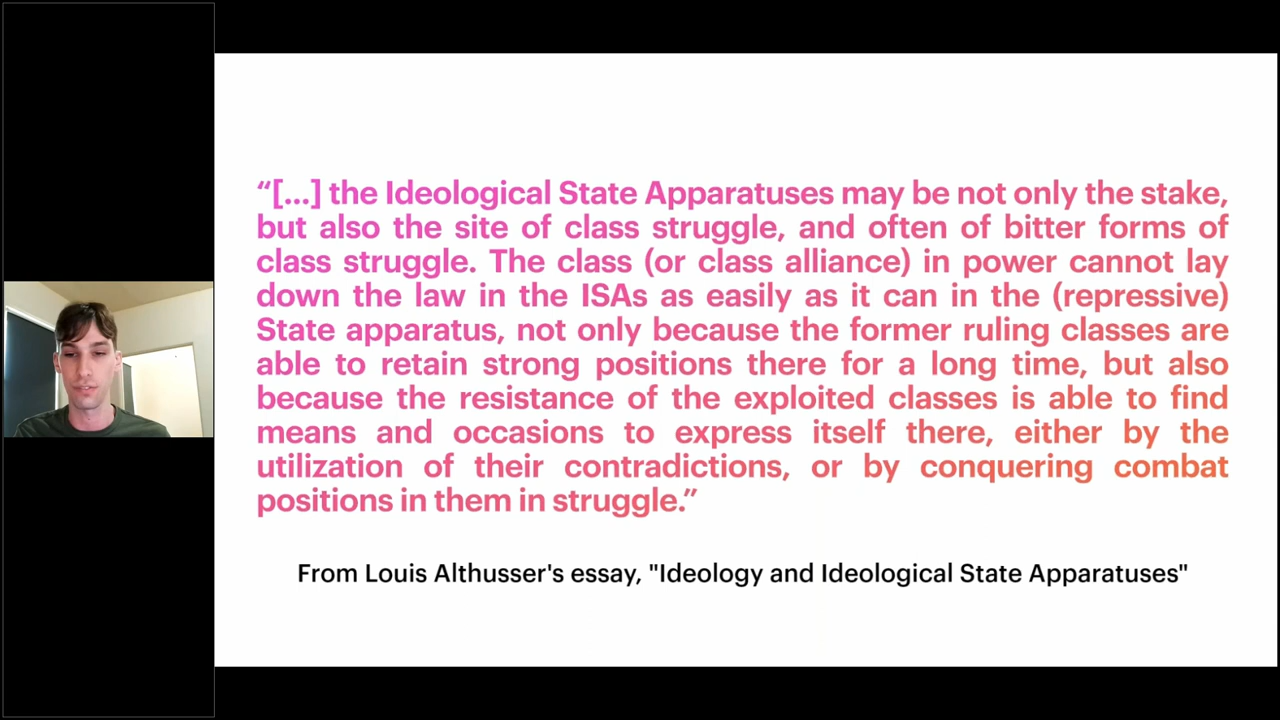 “[...] the Ideological State Apparatuses may be not only the stake,
but also the site of class struggle, and often of bitter forms of
class struggle. The class (or class alliance) in power cannot lay
down the law in the ISAs as easily as it can in the (repressive)
State apparatus, not only because the former ruling classes are
able to retain strong positions there for a long time, but also
because the resistance of the exploited classes is able to find
means and occasions to express itself there, either by the
utilization of their contradictions, or by conquering combat
positions in them in struggle.”
From Louis Althusser's essay, "Ideology and Ideological State Apparatuses"